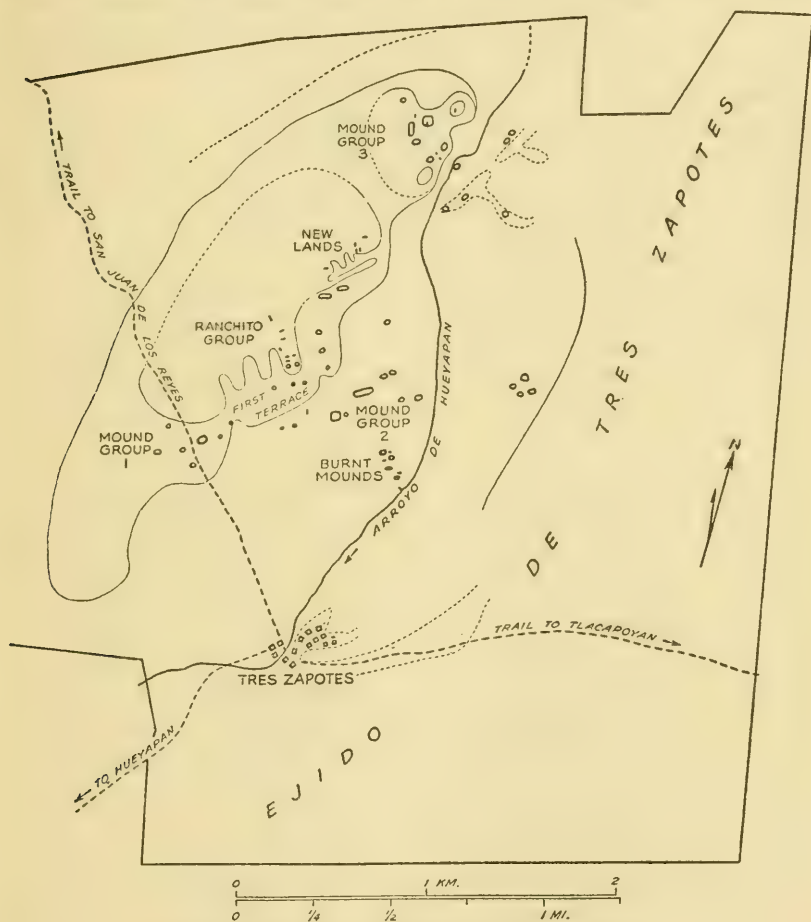 MOUND
GROUP
3
TRAIL TO SAN JUAN DE LOS REYES
NEW
LANDS
RANCHITO
GROUP
FIRST
TERRACE
MOUND
GROUP
1
MOUND
GROUP
2
BURNT
MOUNDS
ARROYO DE HUEYAPAN
N
TRES ZAPOTES
TRAIL TO TLACAPOYAN
TO HUEYAPAN
EJIDO DE TRES ZAPOTES
0 1 KM. 2
0 1/4 1/2 1 MI.